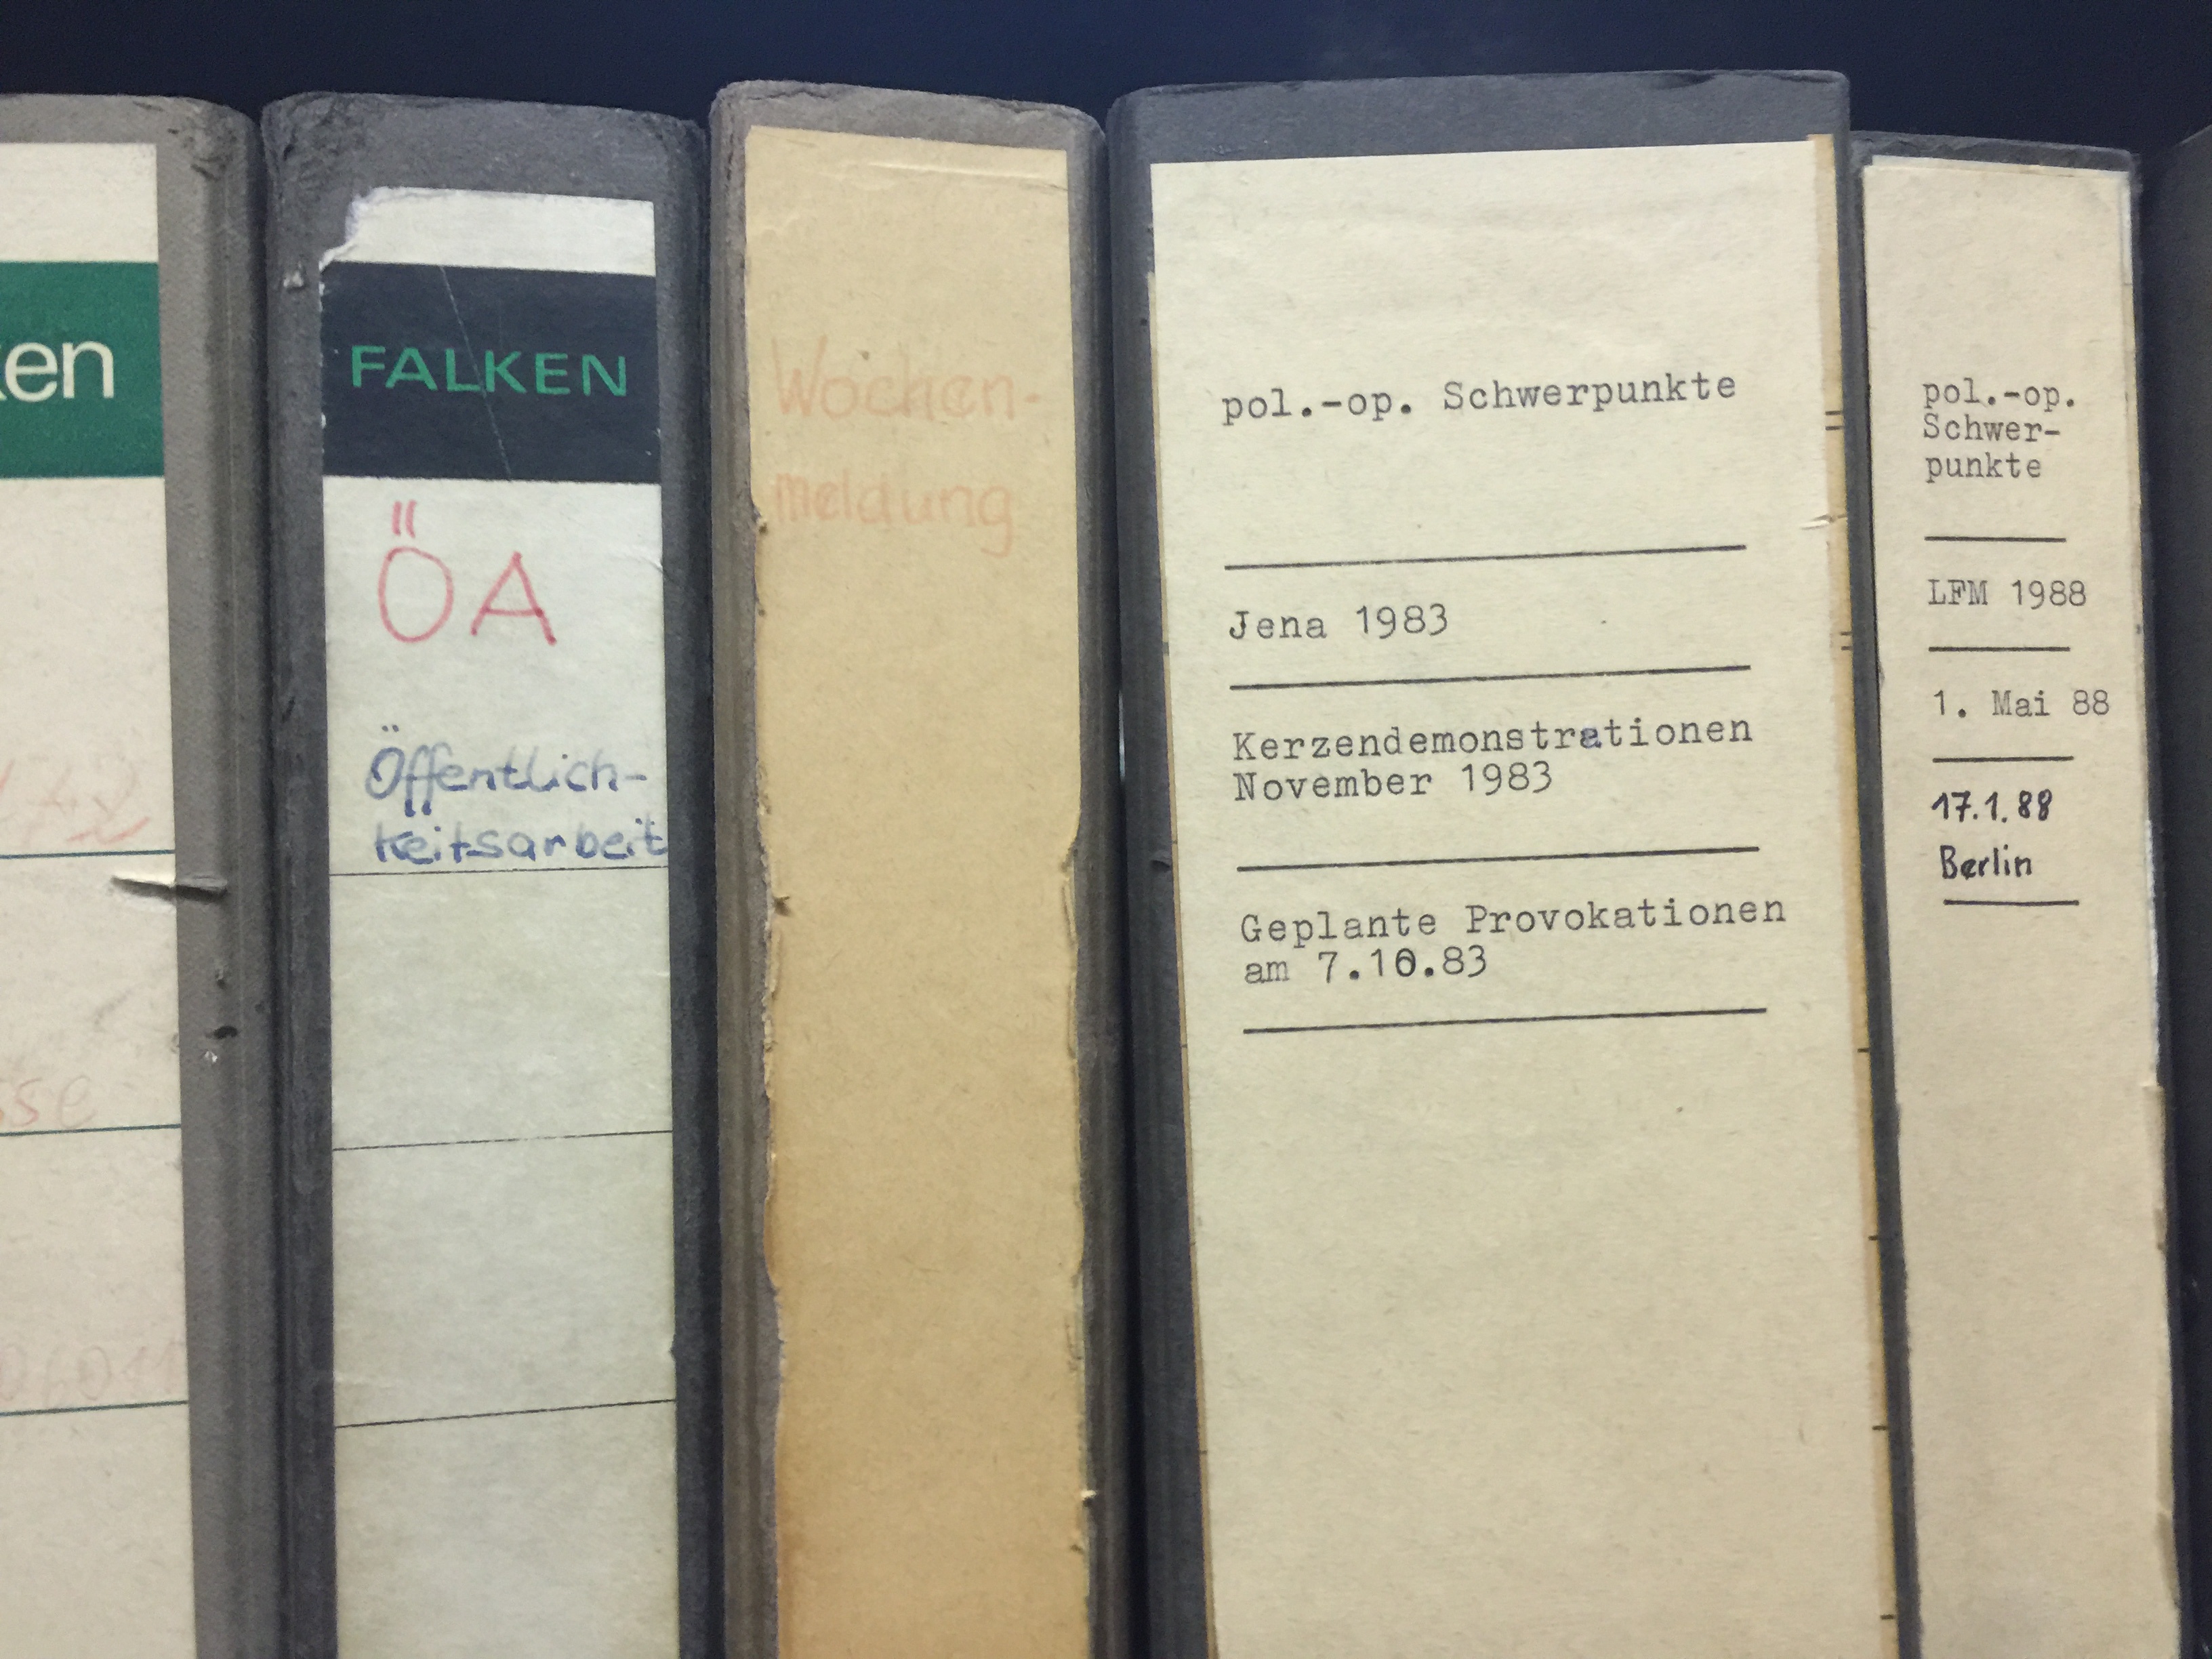 FALKEN
ÖA
Öffentlich-
keitsarbeit
Wochen-
meldung
pol.-op. Schwerpunkte
Jena 1983
Kerzendemonstrationen
November 1983
Geplante Provokationen
am 7.10.83
pol.-op.
Schwer-
punkte
LFM 1988
1. Mai 88
17.1.88
Berlin